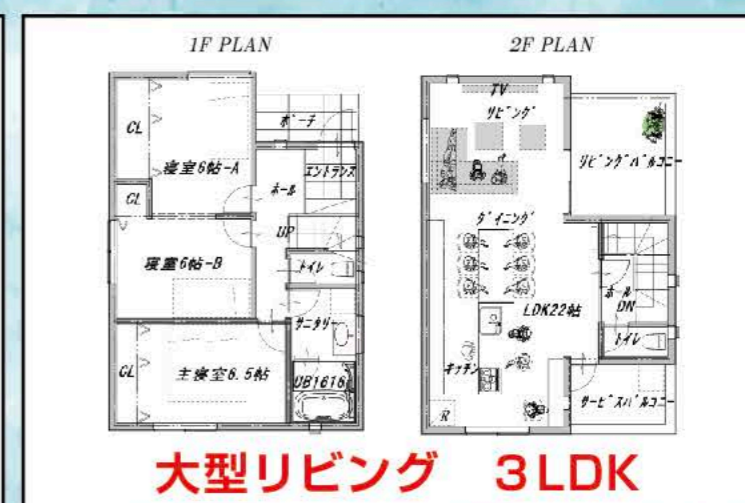 1F PLAN
CL
寝室6帖-A
ポーチ
エントランス
ホール
CL
UP
寝室6帖-B
トイレ
サニタリー
CL
主寝室6.5帖
UB1616
2F PLAN
TV
リビング
リビングバルコニー
ダイニング
LDK22帖
ホール
DN
トイレ
キッチン
サービスバルコニー
R
大型リビング 3LDK